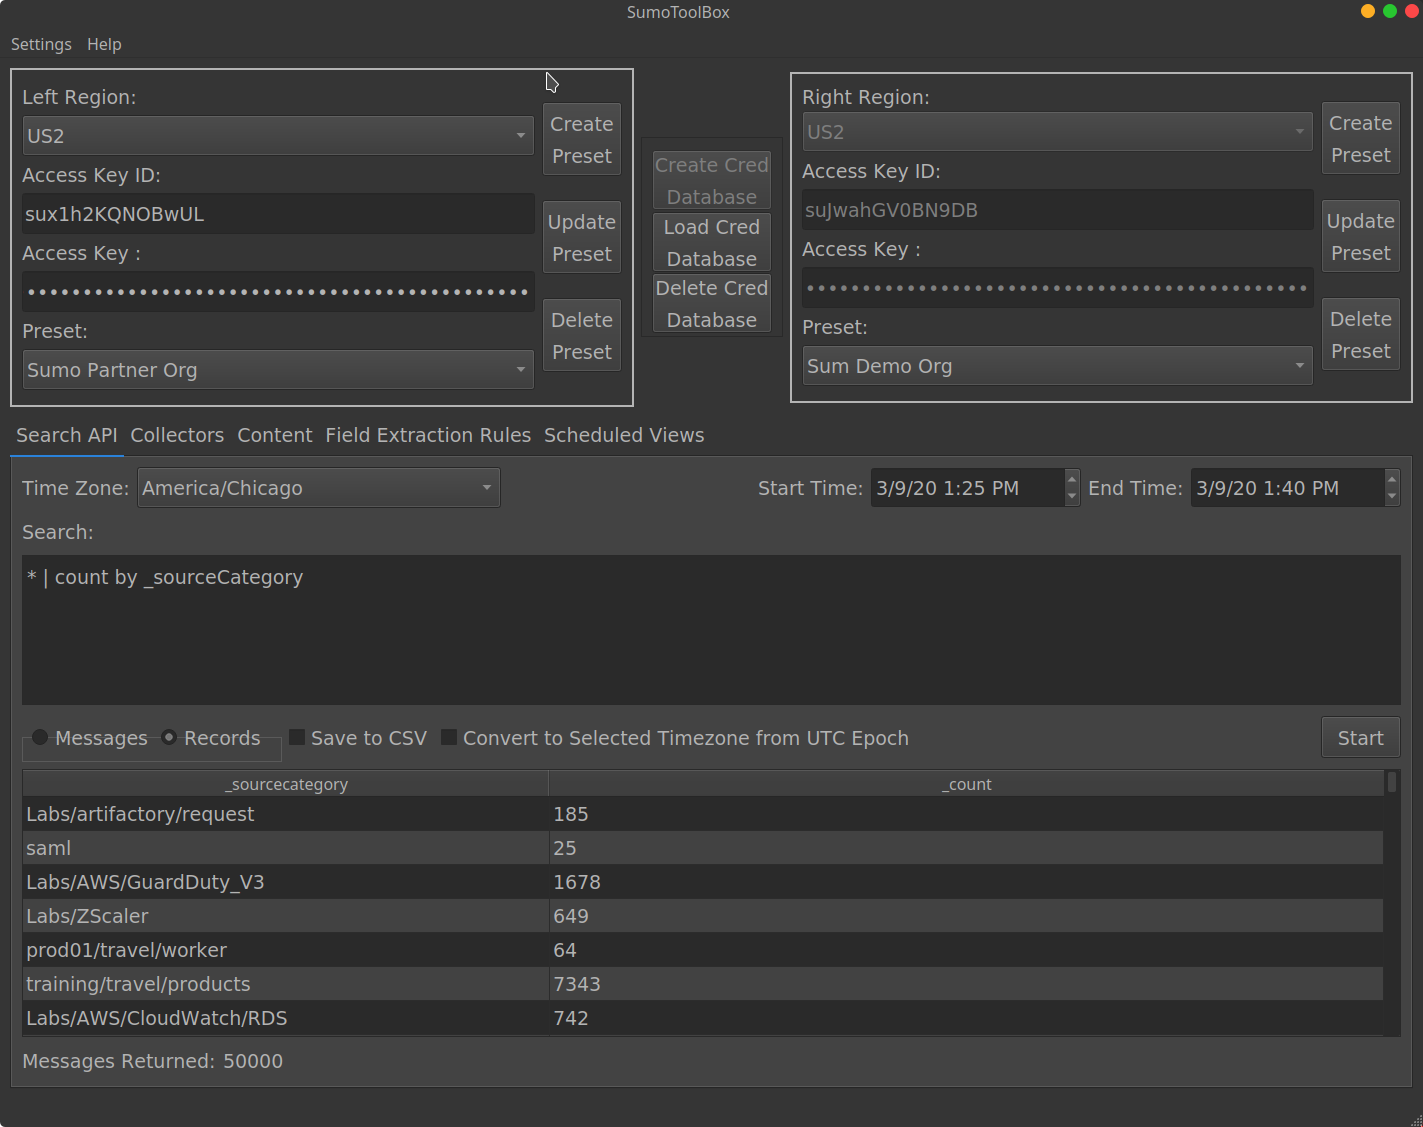 SumoToolBox
Settings Help
Left Region:
US2
Access Key ID:
sux1h2KQNOBwUL
Access Key :
••••••••••••••••••••••••••••••••••••••••••••
Preset:
Sumo Partner Org
Create
Preset
Update
Preset
Delete
Preset
Create Cred
Database
Load Cred
Database
Delete Cred
Database
Right Region:
US2
Access Key ID:
suJwahGV0BN9DB
Access Key :
••••••••••••••••••••••••••••••••••••••••••••
Preset:
Sum Demo Org
Create
Preset
Update
Preset
Delete
Preset
Search API Collectors Content Field Extraction Rules Scheduled Views
Time Zone: America/Chicago Start Time: 3/9/20 1:25 PM End Time: 3/9/20 1:40 PM
Search:
* | count by _sourceCategory
Messages Records Save to CSV Convert to Selected Timezone from UTC Epoch Start
_sourcecategory _count
Labs/artifactory/request 185
saml 25
Labs/AWS/GuardDuty_V3 1678
Labs/ZScaler 649
prod01/travel/worker 64
training/travel/products 7343
Labs/AWS/CloudWatch/RDS 742
Messages Returned: 50000